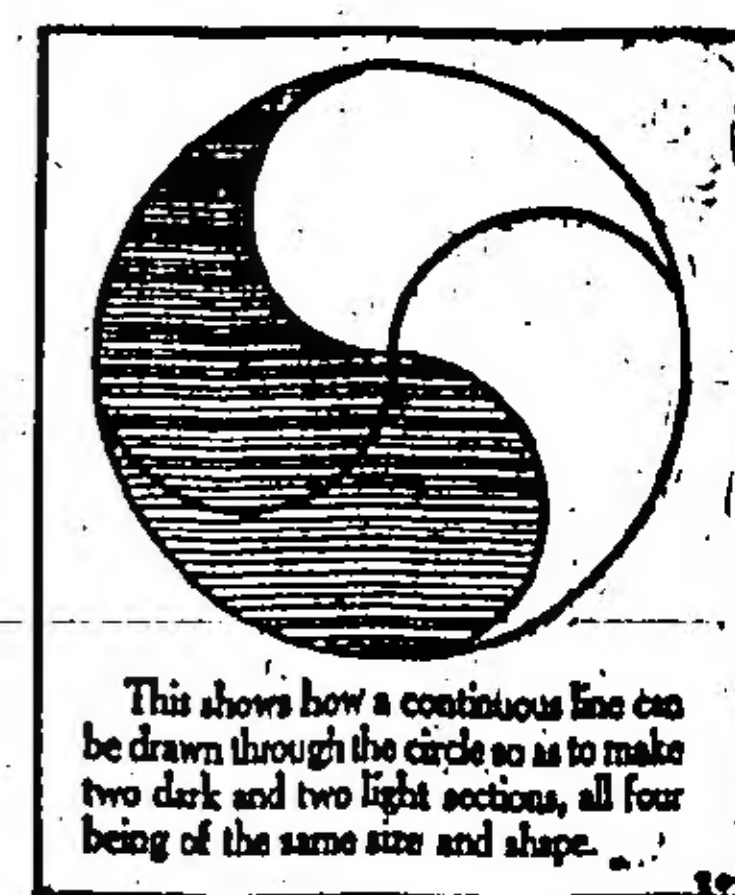 This shows how a continuous line can
be drawn through the circle so as to make
two dark and two light sections, all four
being of the same size and shape.